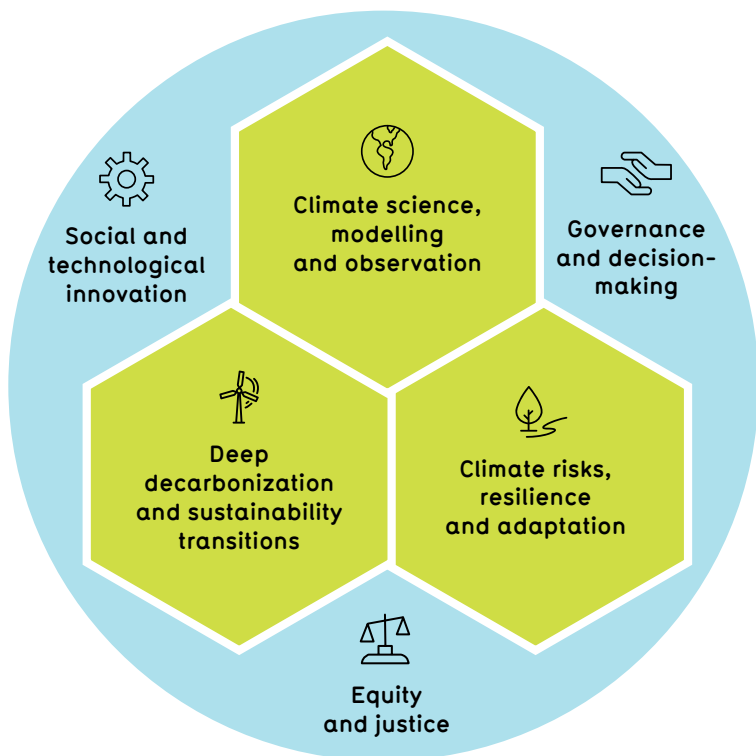 Climate science,
modelling
and observation
Social and
technological
innovation
Governance
and decision-
making
Deep
decarbonization
and sustainability
transitions
Climate risks,
resilience
and adaptation
Equity
and justice